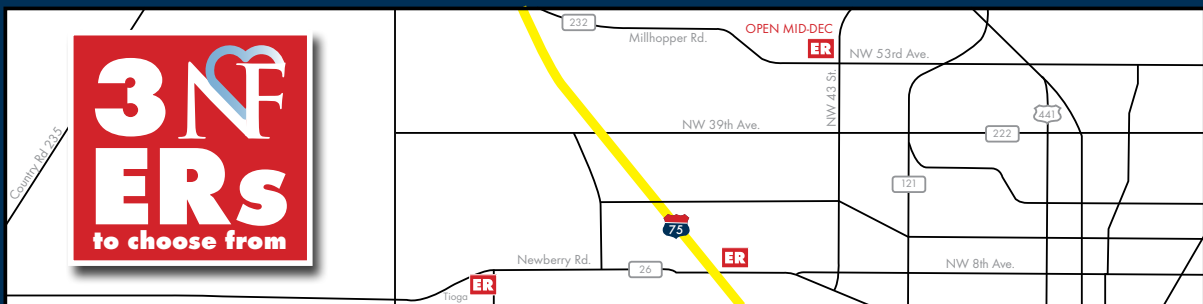 3 NF
ERs
to choose from
Country Rd 235
232
Millhopper Rd.
OPEN MID-DEC
ER
NW 53rd Ave.
NW 43 St.
NW 39th Ave.
441
222
121
75
Newberry Rd.
26
ER
NW 8th Ave.
ER
Tioga